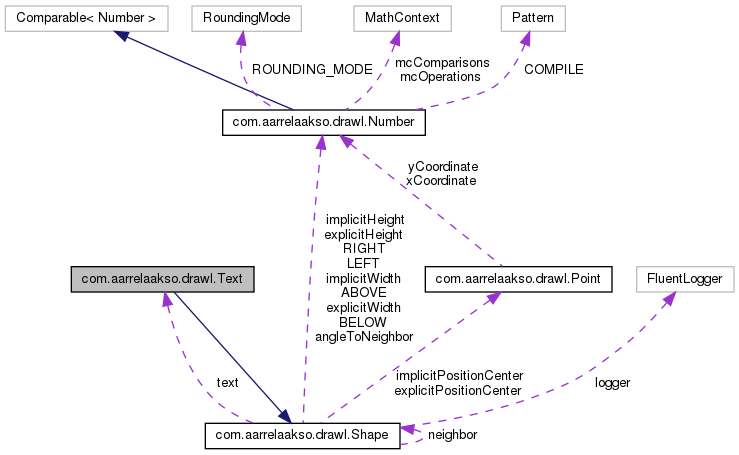 Comparable< Number >
RoundingMode
MathContext
Pattern
ROUNDING_MODE
mcComparisons
mcOperations
COMPILE
com.aarrelaakso.drawl.Number
yCoordinate
xCoordinate
implicitHeight
explicitHeight
RIGHT
LEFT
implicitWidth
ABOVE
explicitWidth
BELOW
angleToNeighbor
com.aarrelaakso.drawl.Text
com.aarrelaakso.drawl.Point
FluentLogger
text
implicitPositionCenter
explicitPositionCenter
logger
com.aarrelaakso.drawl.Shape
neighbor